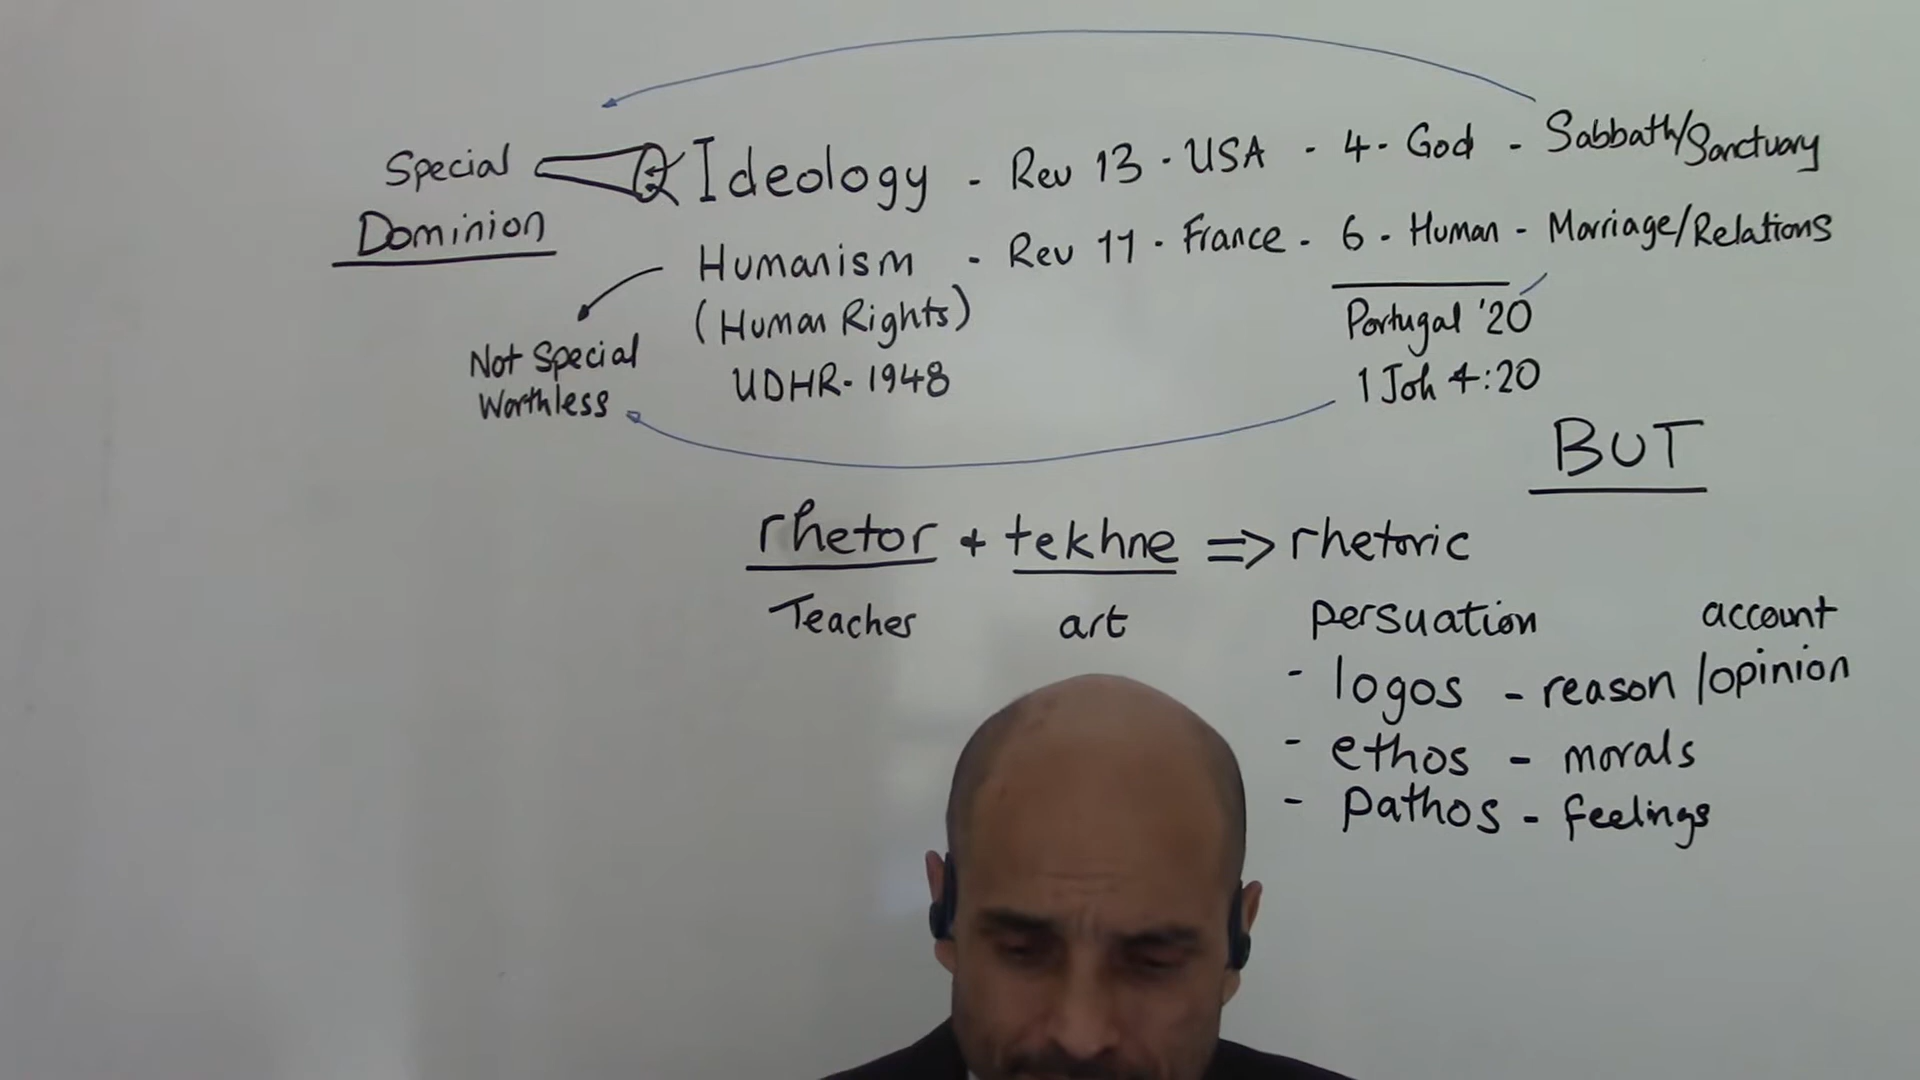 Special Ideology - Rev 13 · USA - 4 - God - Sabbath/Sanctuary
Dominion
Humanism - Rev 11 · France - 6 - Human - Marriage/Relations
(Human Rights)
UDHR - 1948
Not Special
Worthless
Portugal '20
1 Joh 4:20
BUT
rhetor + tekhne => rhetoric
Teaches art persuation account
- logos - reason /opinion
- ethos - morals
- pathos - feelings